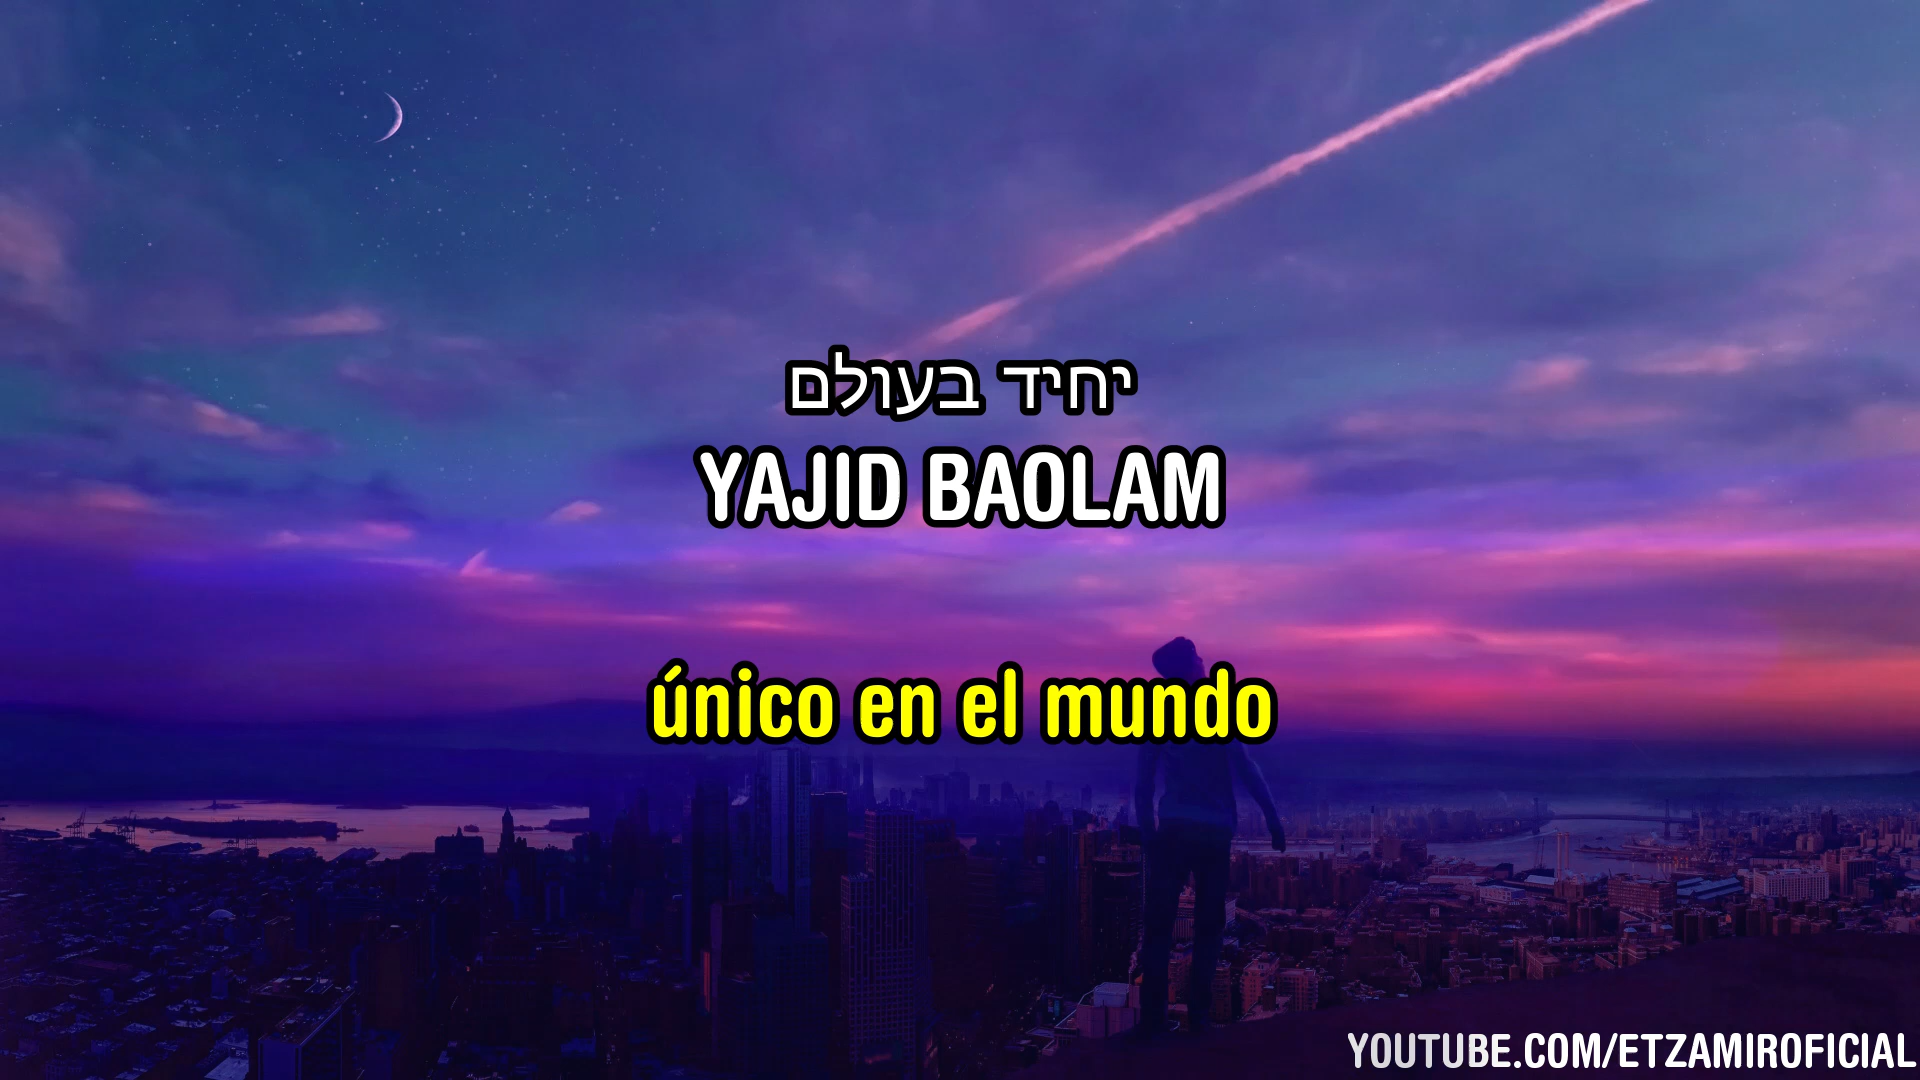 יחיד בעולם
YAJID BAOLAM
único en el mundo
YOUTUBE.COM/ETZAMIROFICIAL